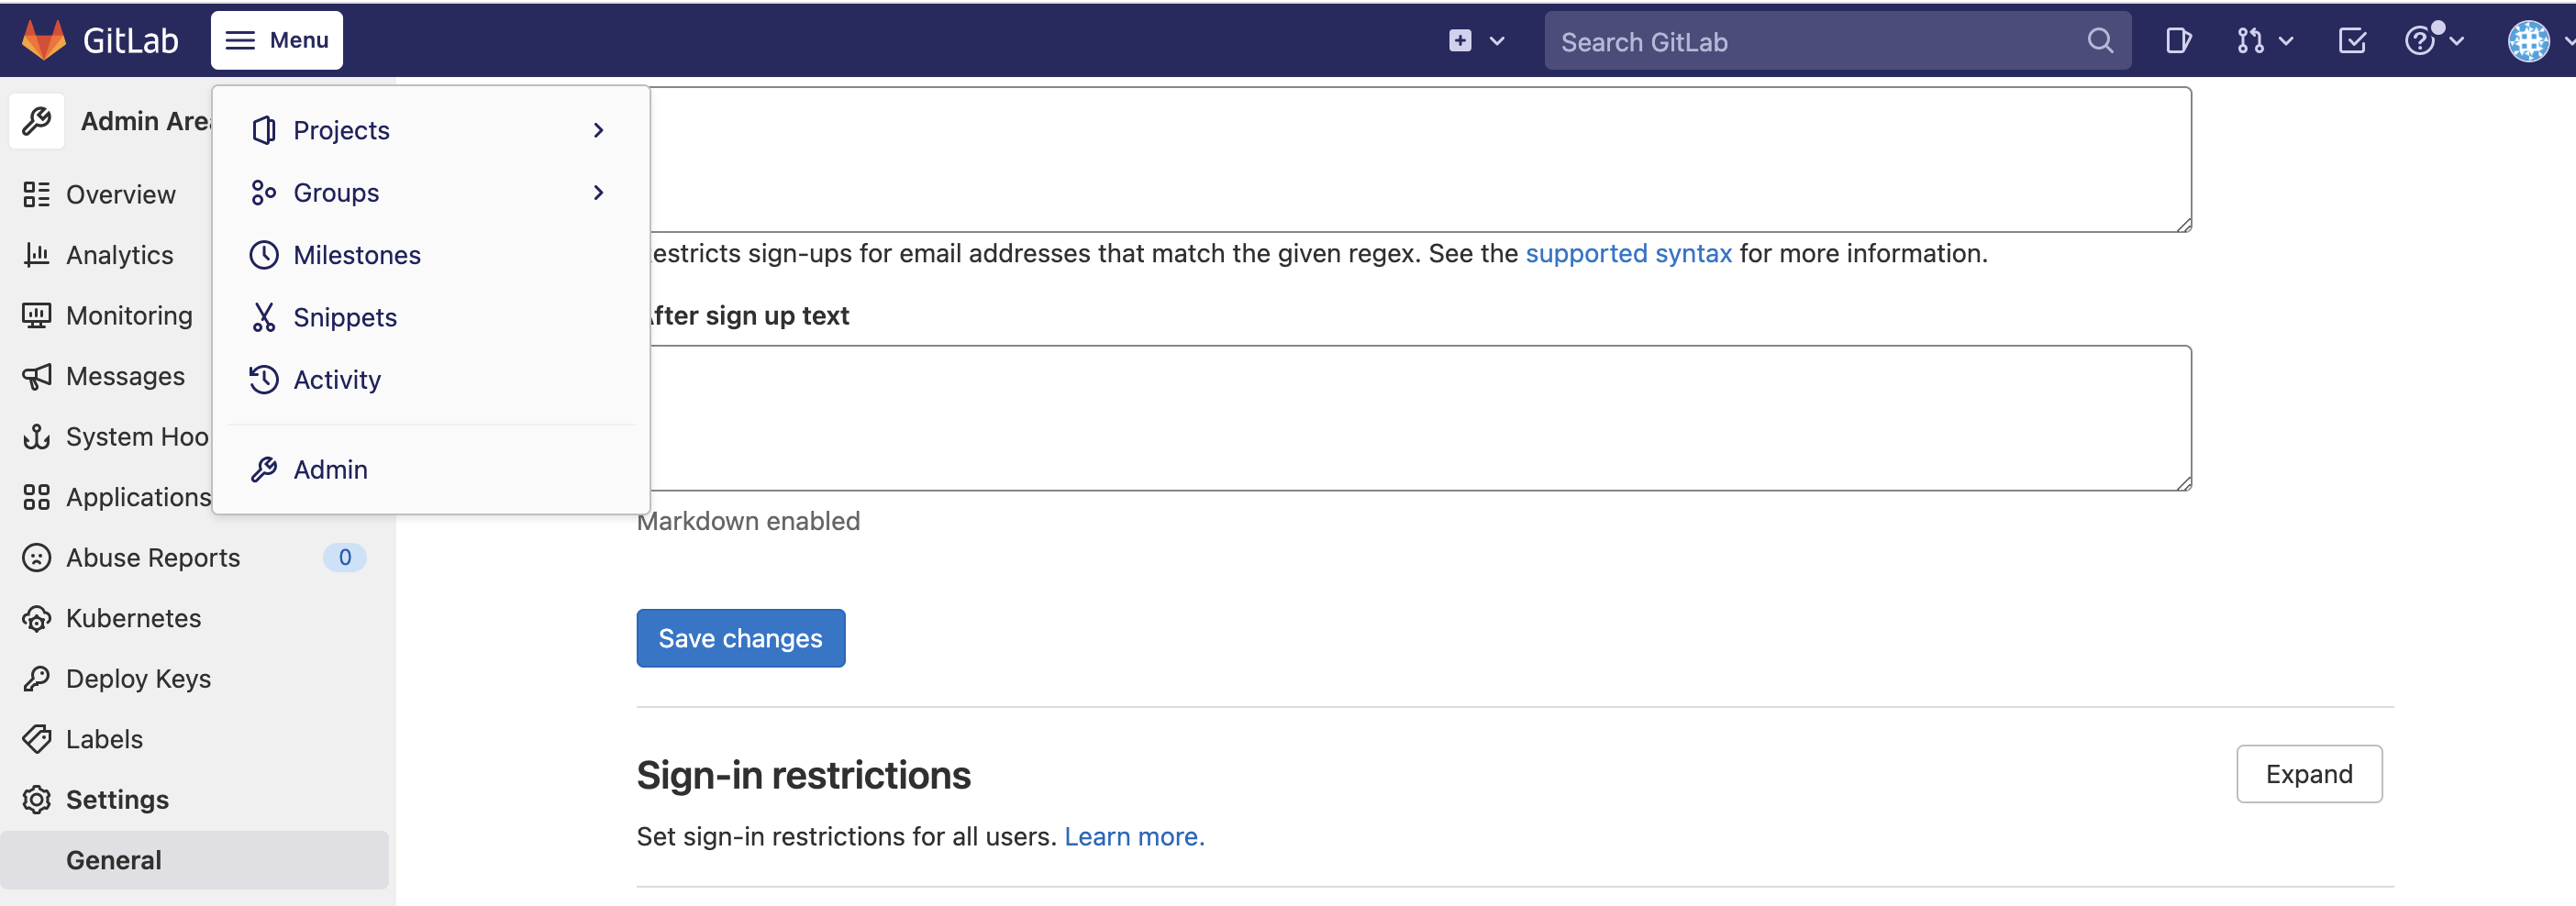 GitLab
Menu
Search GitLab
Admin Area
Projects
Groups
Milestones
Snippets
Activity
Admin
Overview
Analytics
Monitoring
Messages
System Hoo
Applications
Abuse Reports 0
Kubernetes
Deploy Keys
Labels
Settings
General
estricts sign-ups for email addresses that match the given regex. See the supported syntax for more information.
After sign up text
Markdown enabled
Save changes
Sign-in restrictions
Expand
Set sign-in restrictions for all users. Learn more.